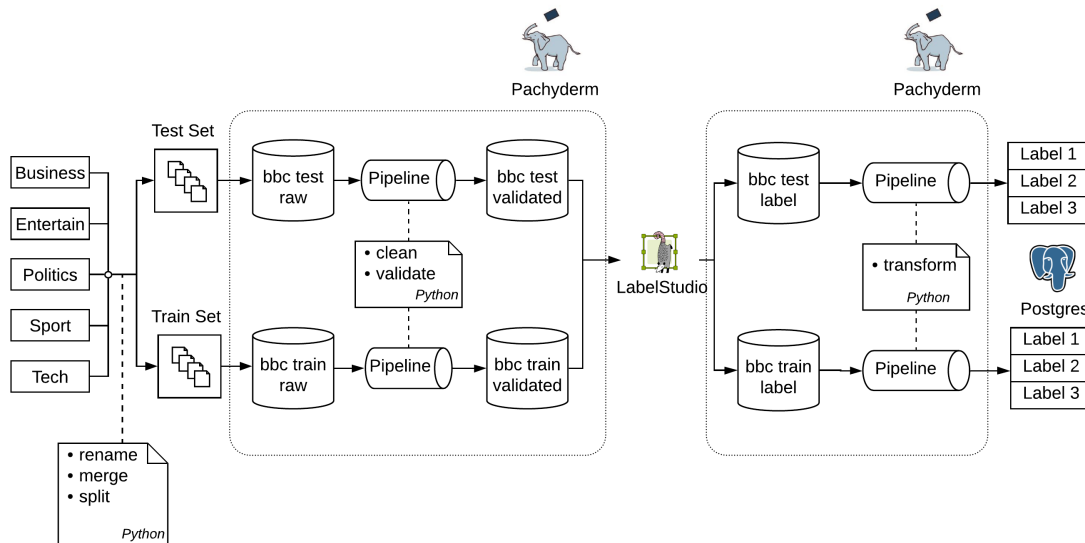 Pachyderm
Pachyderm
Test Set
Business
Entertain
Politics
Sport
Tech
bbc test
raw
Pipeline
bbc test
validated
• clean
• validate
Python
Train Set
bbc train
raw
Pipeline
bbc train
validated
• rename
• merge
• split
Python
LabelStudio
bbc test
label
Pipeline
• transform
Python
bbc train
label
Pipeline
Label 1
Label 2
Label 3
Postgres
Label 1
Label 2
Label 3